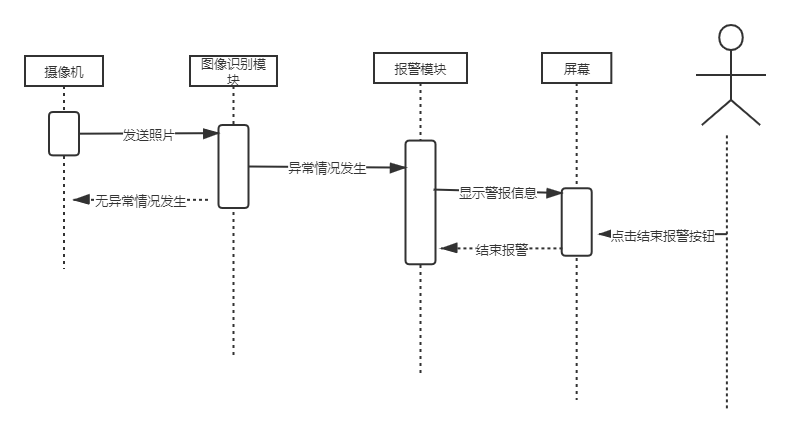 摄像机
图像识别模
块
报警模块
屏幕
发送照片
异常情况发生
无异常情况发生
显示警报信息
点击结束报警按钮
结束报警